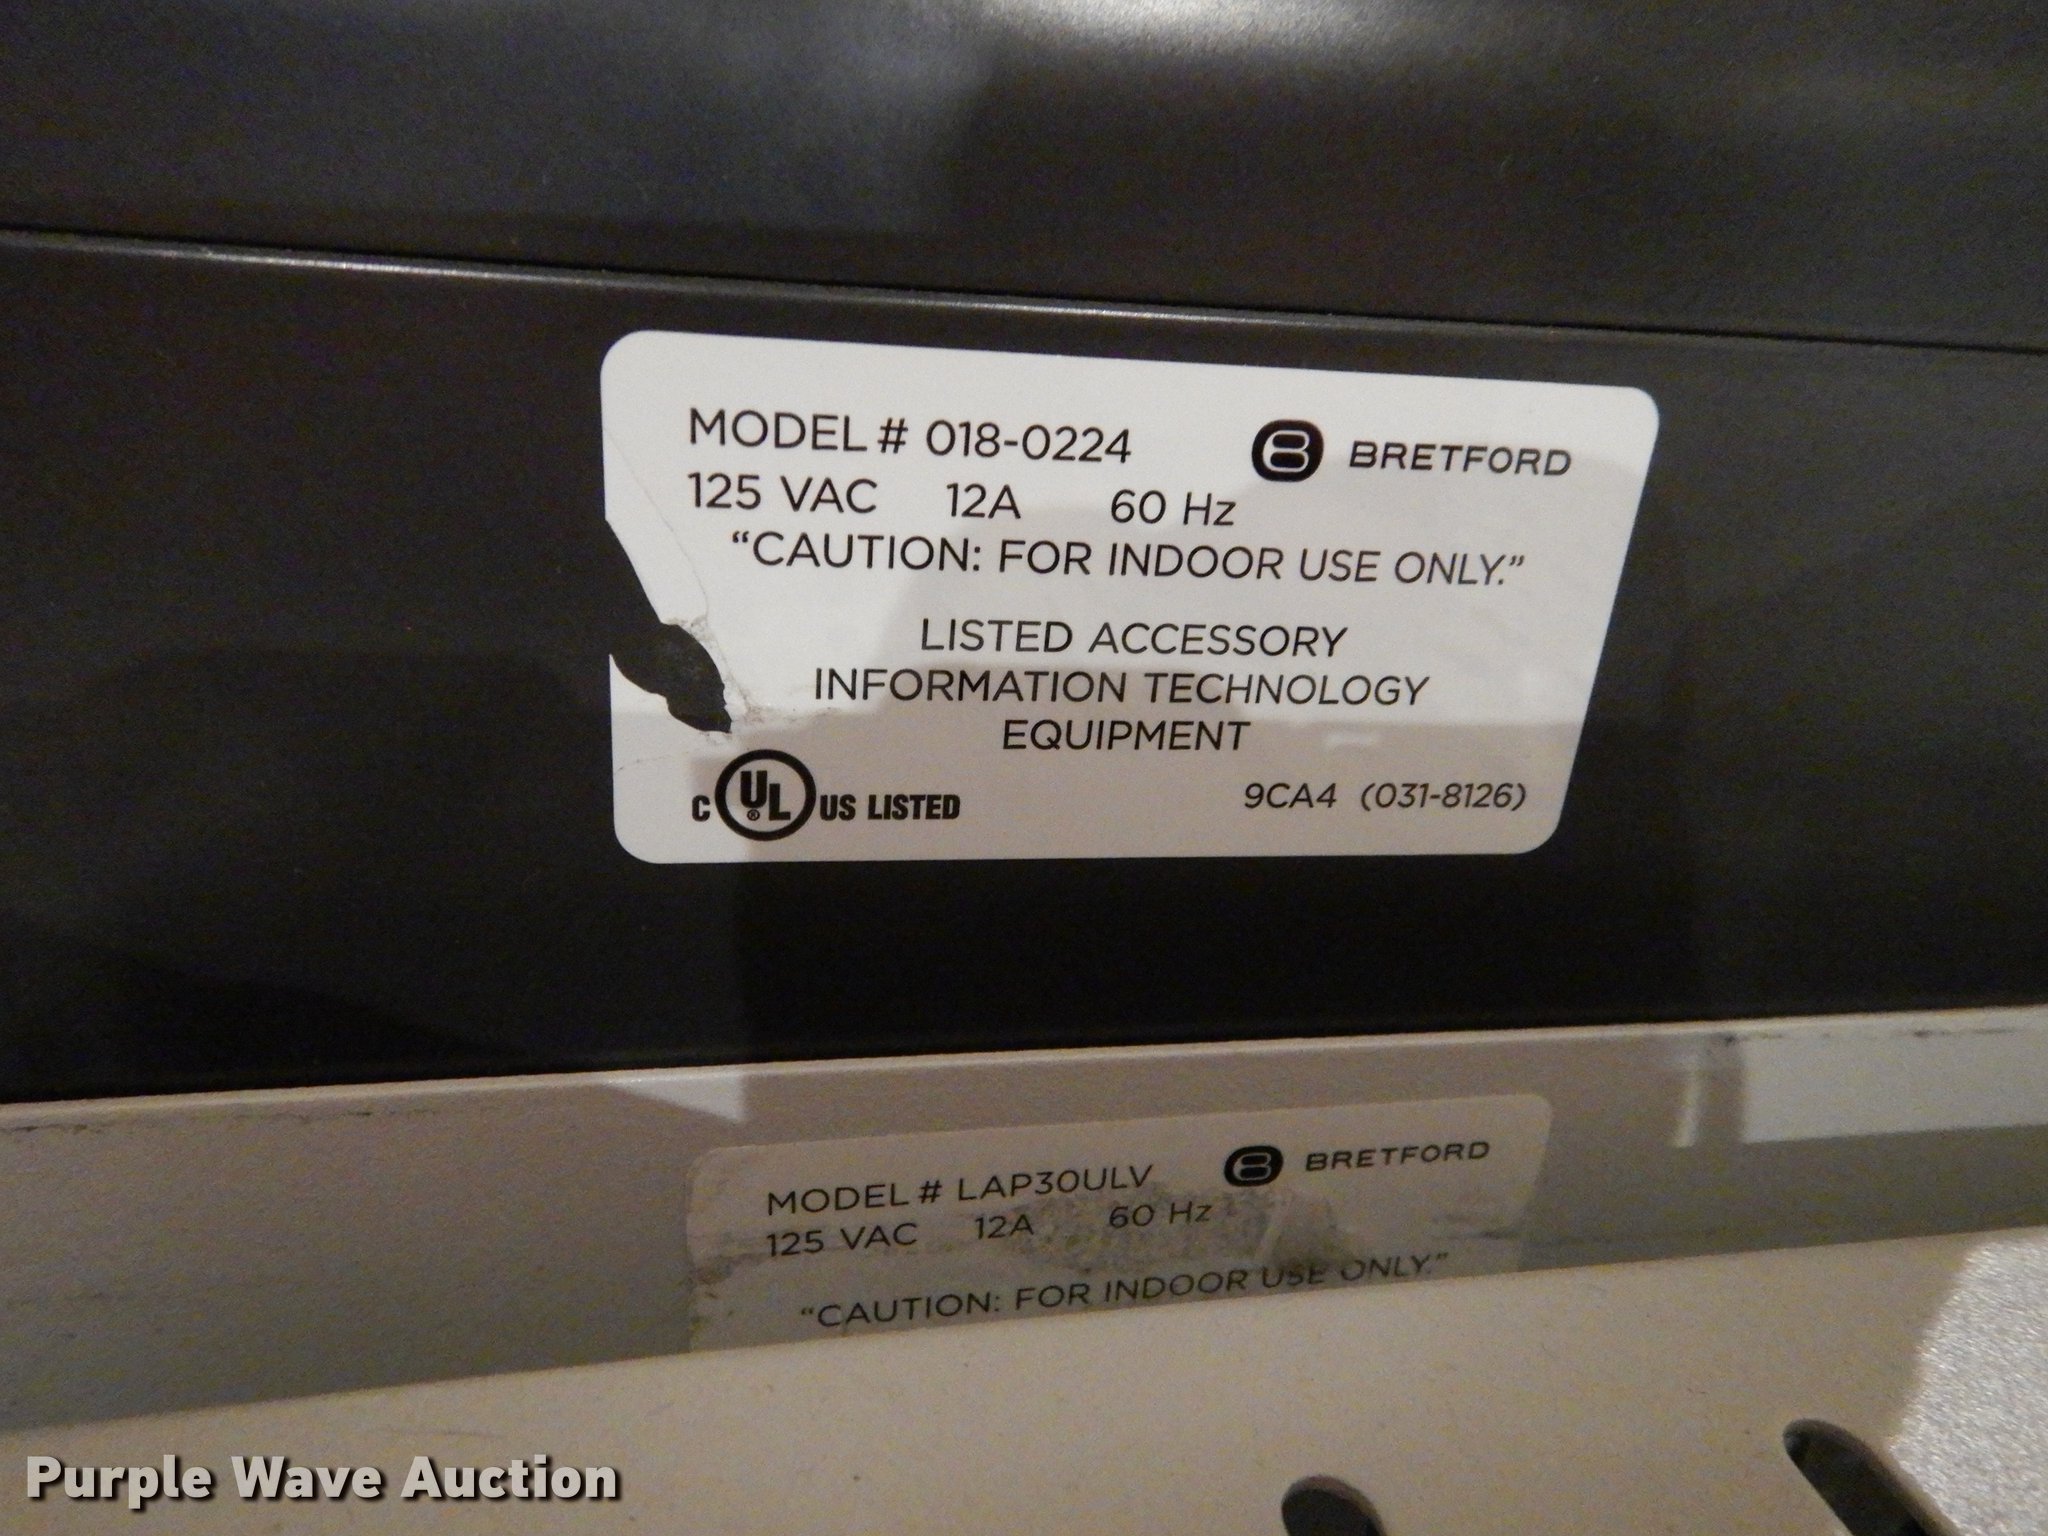 MODEL # 018-0224 BRETFORD
125 VAC 12A 60 Hz
"CAUTION: FOR INDOOR USE ONLY."
LISTED ACCESSORY
INFORMATION TECHNOLOGY
EQUIPMENT
C UL ® US LISTED 9CA4 (031-8126)
MODEL # LAP30ULV BRETFORD
125 VAC 12A 60 Hz
"CAUTION: FOR INDOOR USE ONLY."
Purple Wave Auction